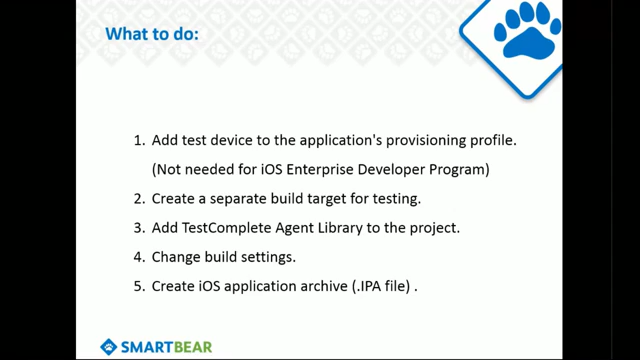 What to do:
1. Add test device to the application's provisioning profile.
(Not needed for iOS Enterprise Developer Program)
2. Create a separate build target for testing.
3. Add TestComplete Agent Library to the project.
4. Change build settings.
5. Create iOS application archive (.IPA file) .
SMARTBEAR